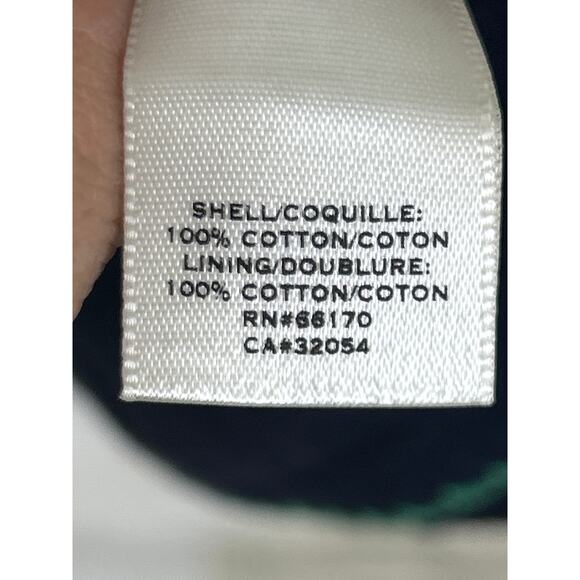 SHELL/COQUILLE:
100% COTTON/COTON
LINING/DOUBLURE:
100% COTTON/COTON
RN#66170
CA#32054